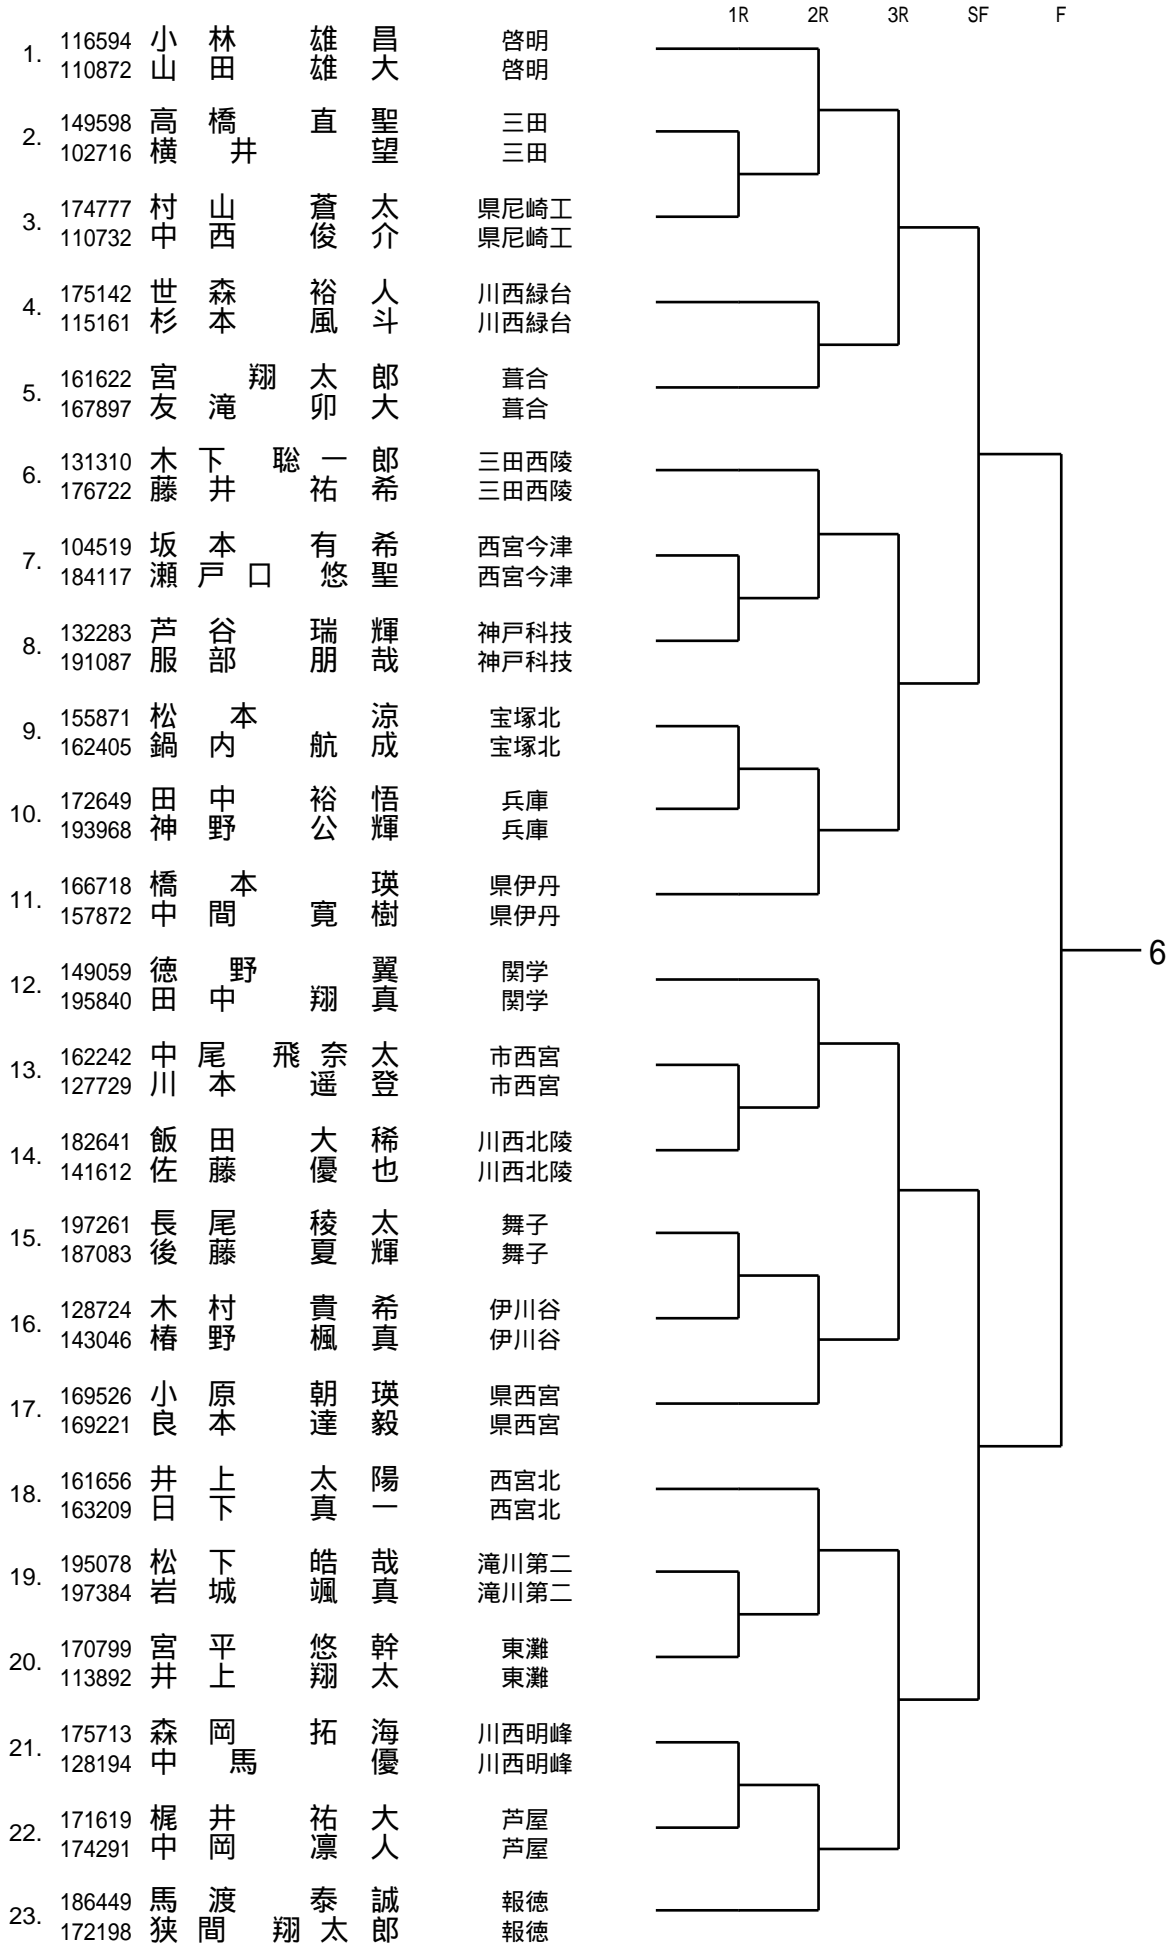 1R 2R 3R SF F
116594 小林 雄昌 啓明
1.
110872 山田 雄大 啓明
149598 高橋 直聖 三田
2.
102716 横井 望 三田
174777 村山 蒼太 県尼崎工
3.
110732 中西 俊介 県尼崎工
175142 世森 裕人 川西緑台
4.
115161 杉本 風斗 川西緑台
161622 宮 翔太郎 葺合
5.
167897 友滝 卯大 葺合
131310 木下 聡一郎 三田西陵
6.
176722 藤井 祐希 三田西陵
104519 坂本 有希 西宮今津
7.
184117 瀬戸口 悠聖 西宮今津
132283 芦谷 瑞輝 神戸科技
8.
191087 服部 朋哉 神戸科技
155871 松本 涼 宝塚北
9.
162405 鍋内 航成 宝塚北
172649 田中 裕悟 兵庫
10.
193968 神野 公輝 兵庫
166718 橋本 瑛 県伊丹
11.
157872 中間 寛樹 県伊丹
6
149059 徳野 翼 関学
12.
195840 田中 翔真 関学
162242 中尾 飛奈太 市西宮
13.
127729 川本 遥登 市西宮
182641 飯田 大稀 川西北陵
14.
141612 佐藤 優也 川西北陵
197261 長尾 稜太 舞子
15.
187083 後藤 夏輝 舞子
128724 木村 貴希 伊川谷
16.
143046 椿野 楓真 伊川谷
169526 小原 朝瑛 県西宮
17.
169221 良本 達毅 県西宮
161656 井上 太陽 西宮北
18.
163209 日下 真一 西宮北
195078 松下 皓哉 滝川第二
19.
197384 岩城 颯真 滝川第二
170799 宮平 悠幹 東灘
20.
113892 井上 翔太 東灘
175713 森岡 拓海 川西明峰
21.
128194 中馬 優 川西明峰
171619 梶井 祐大 芦屋
22.
174291 中岡 凛人 芦屋
186449 馬渡 泰誠 報徳
23.
172198 狭間 翔太郎 報徳